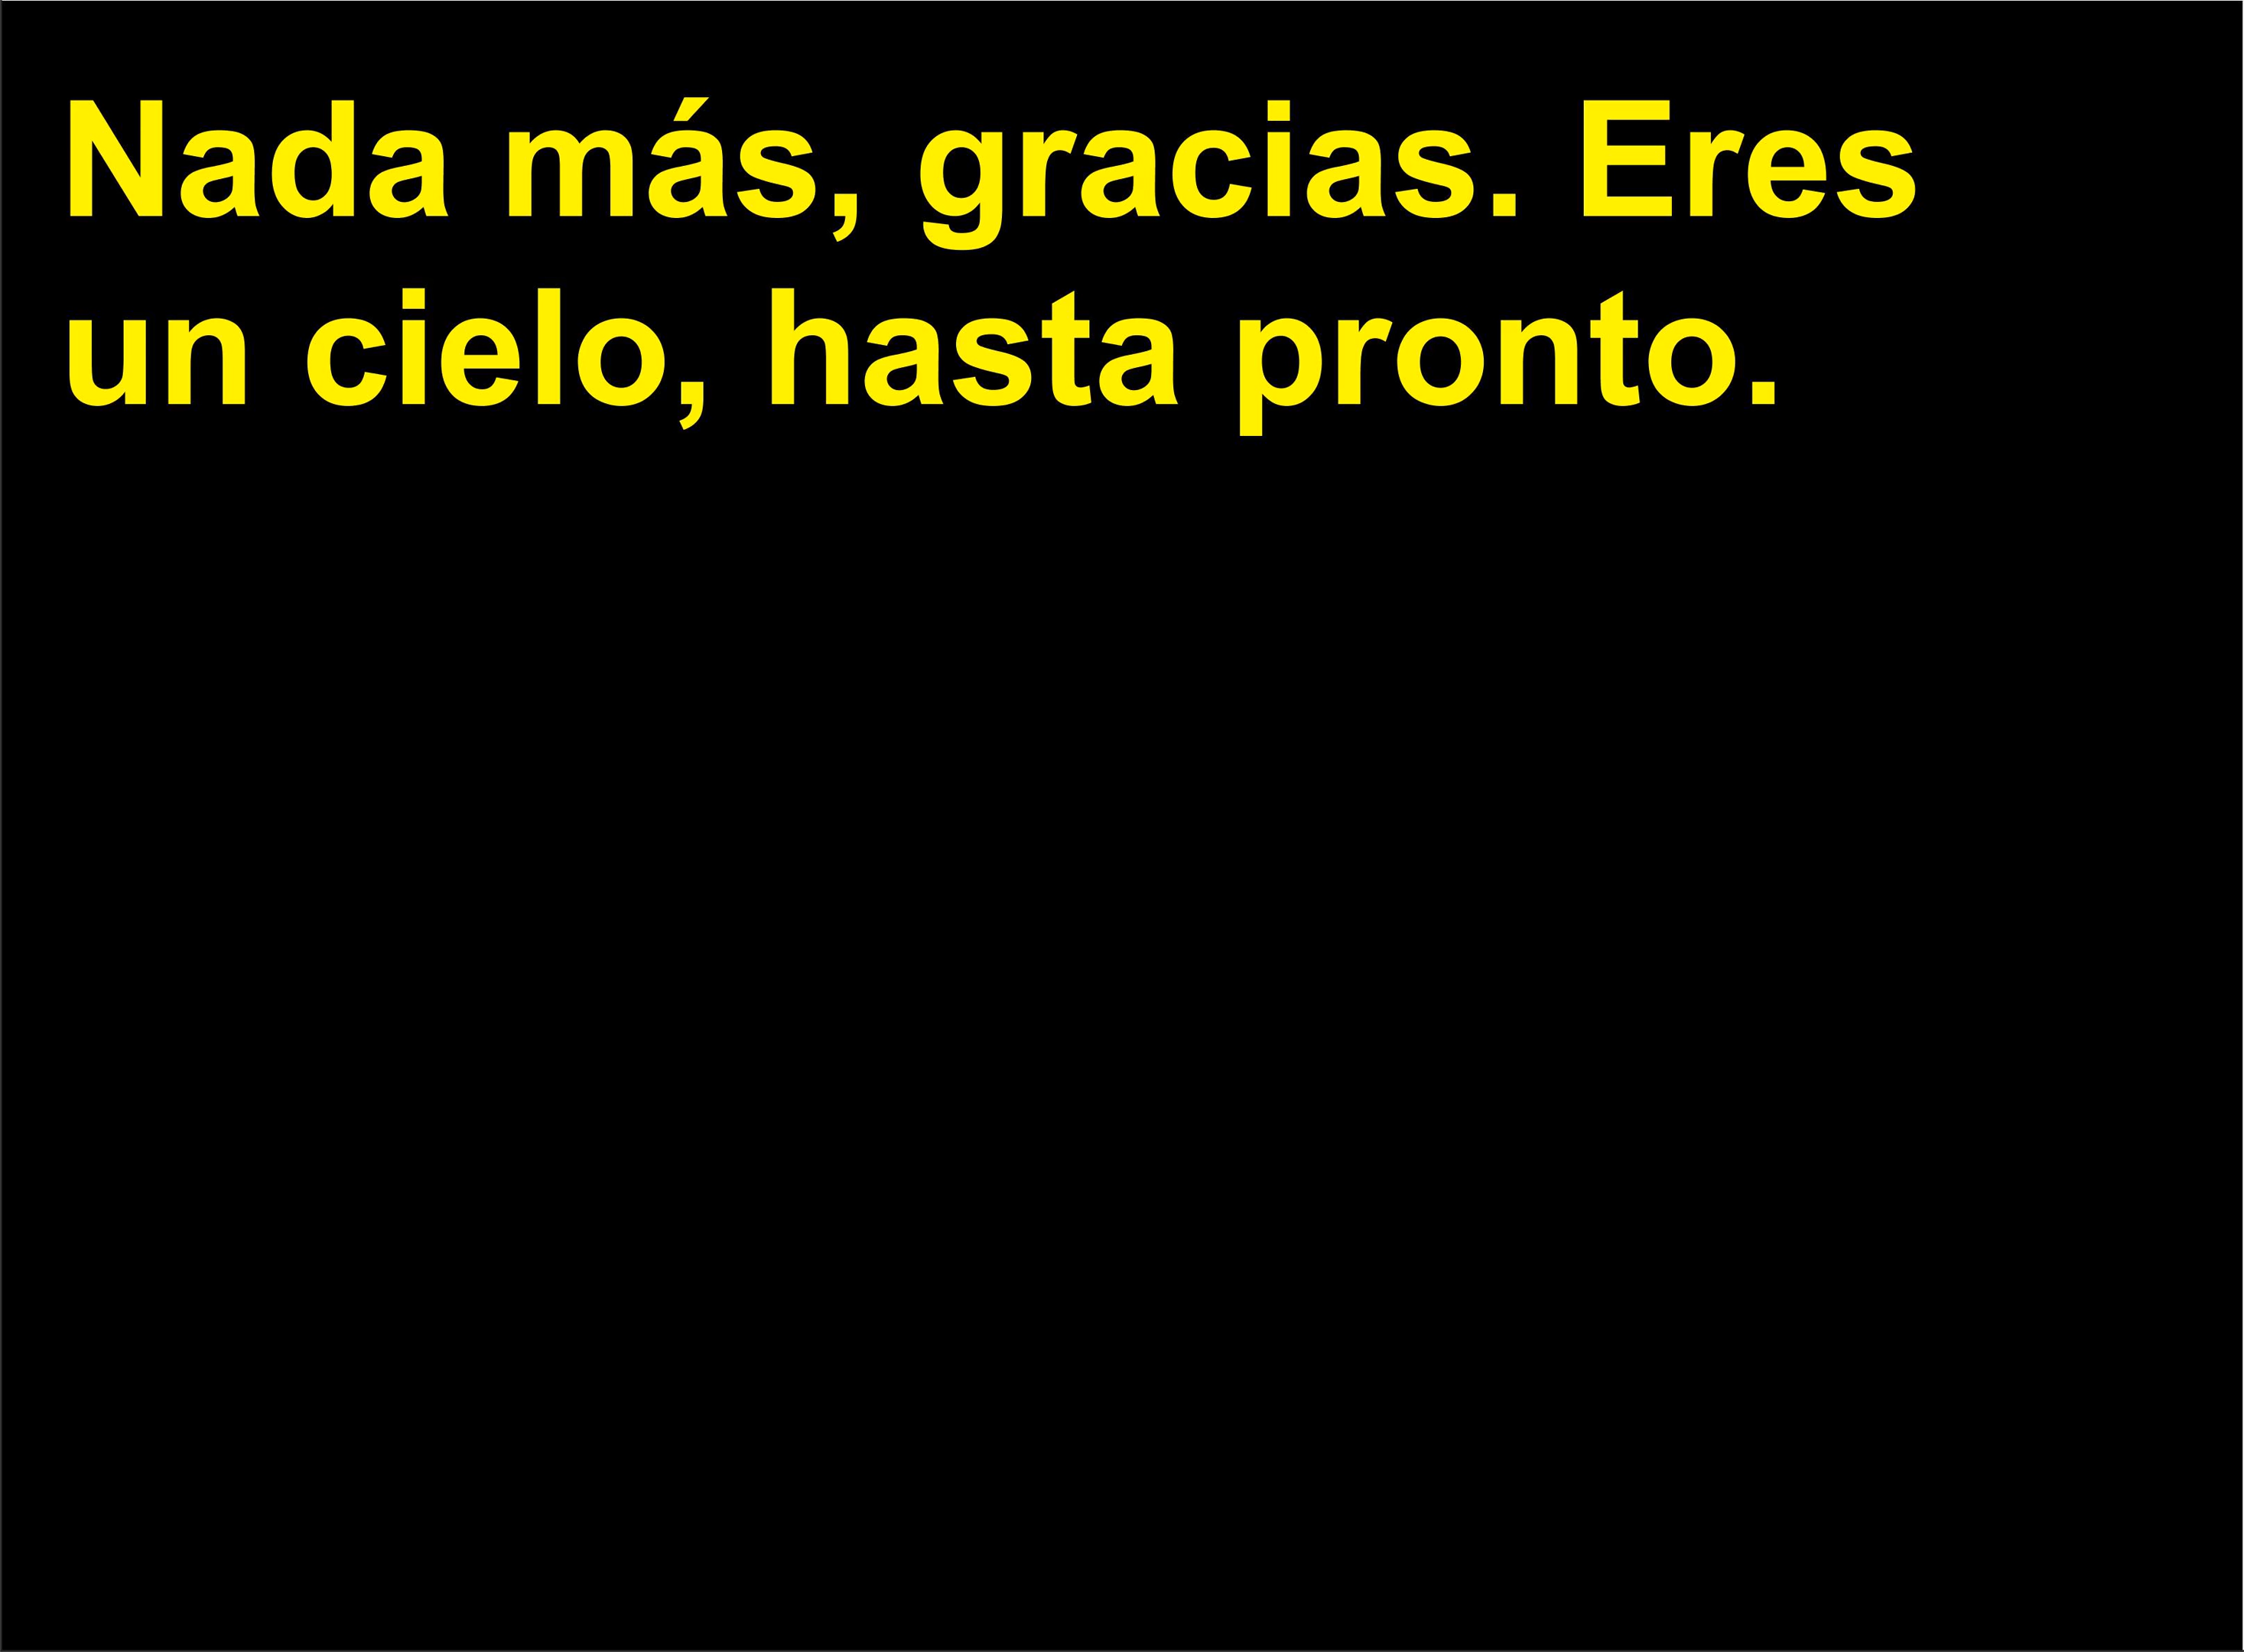 Nada más, gracias. Eres
un cielo, hasta pronto.